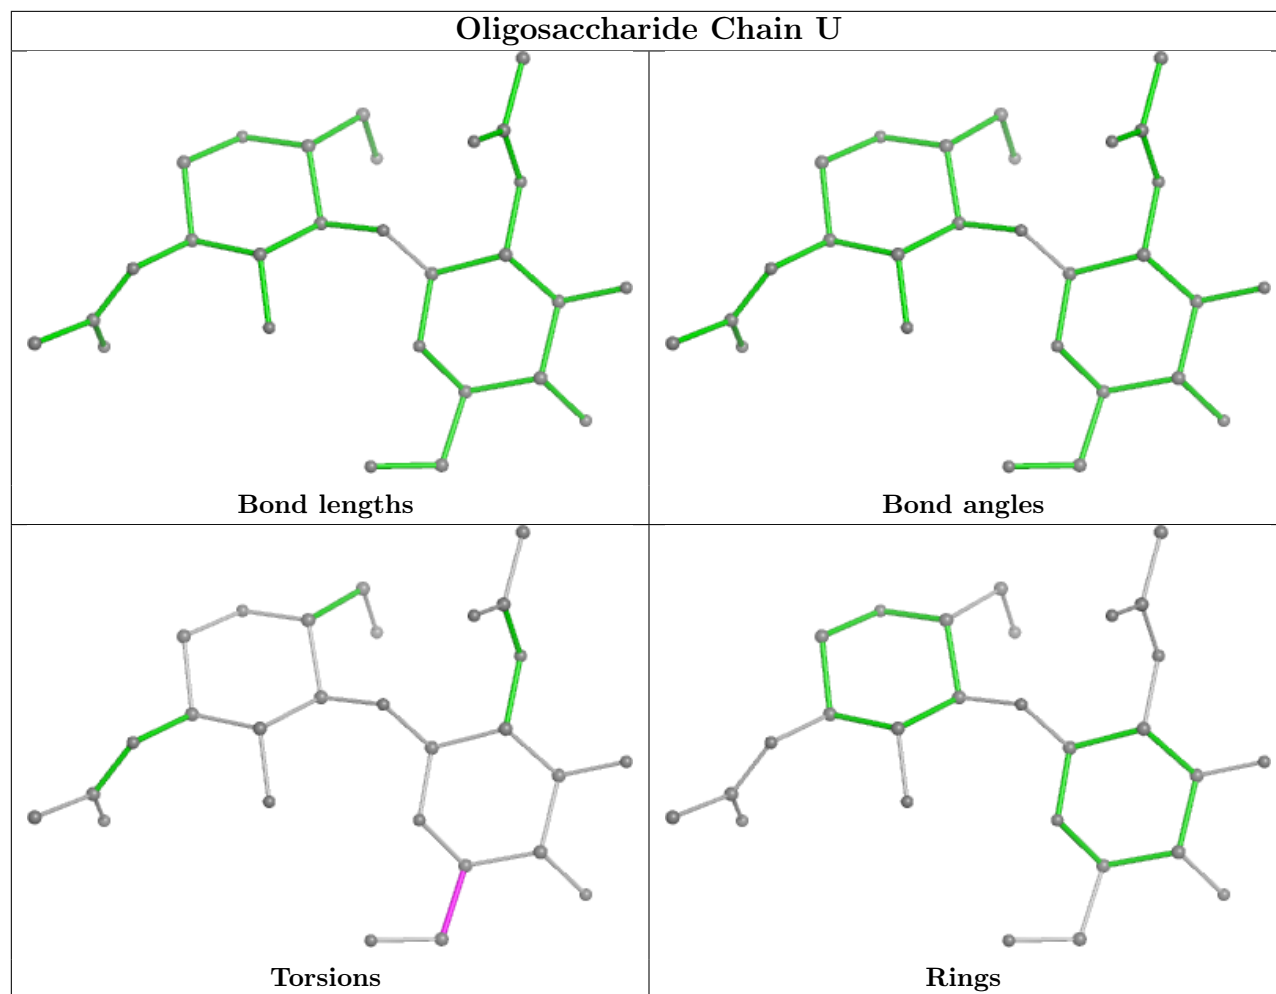 Oligosaccharide Chain U
Bond lengths
Bond angles
Torsions
Rings